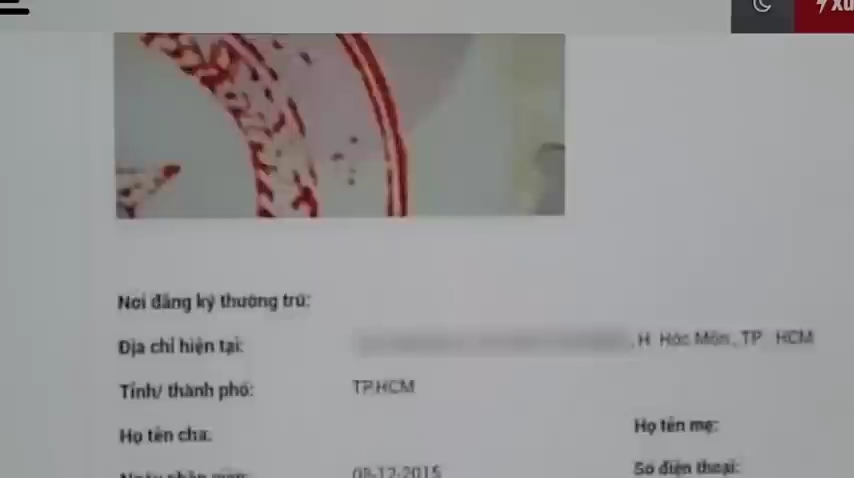 Nơi đăng ký thường trú:
Địa chỉ hiện tại: , H. Hóc Môn, TP. HCM
Tỉnh/ thành phố: TP.HCM
Họ tên cha: Họ tên mẹ:
08-12-2015 Số điện thoại: